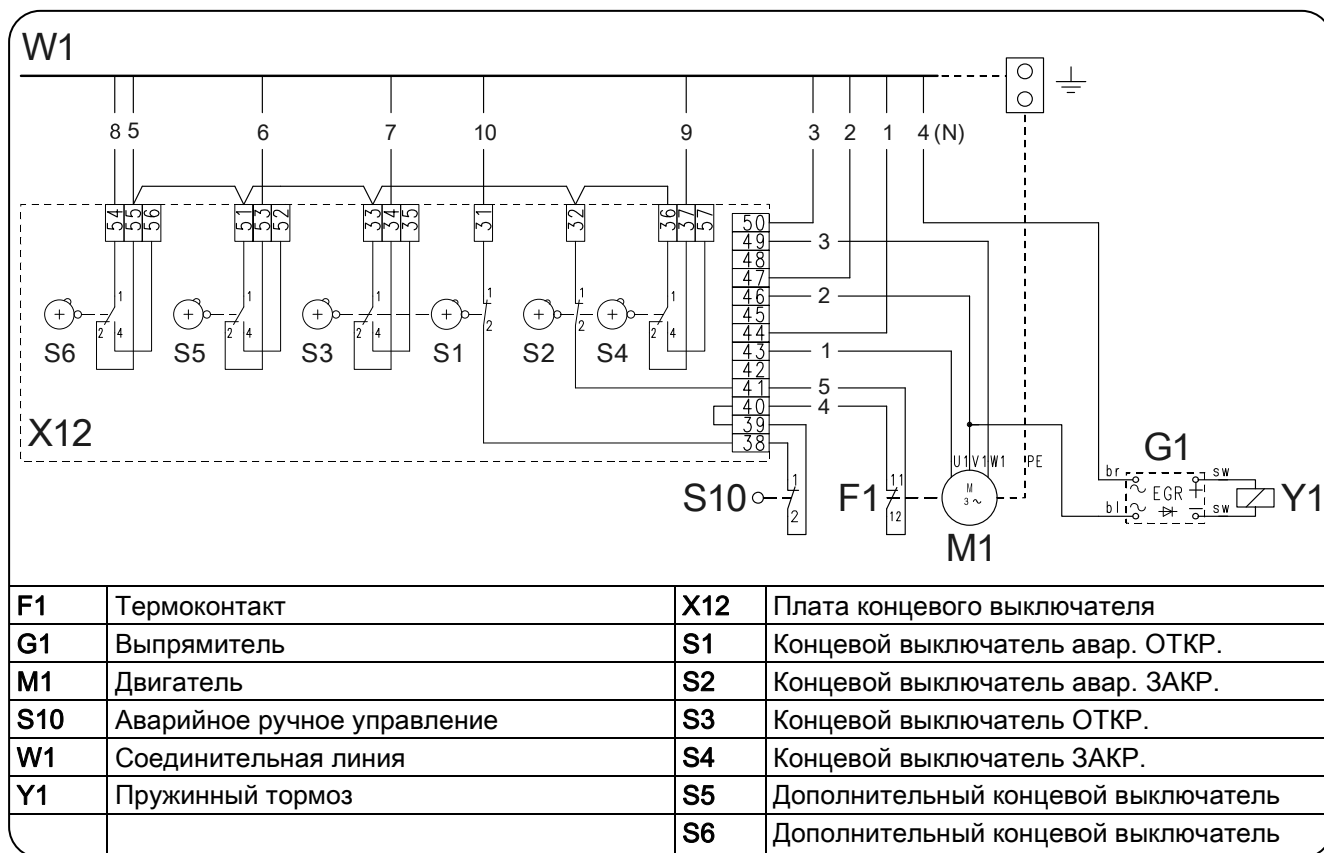 W1
8 5 6 7 10 9 3 2 1 4 (N)
54 55 56 51 53 52 33 34 35 31 32 36 37 57
50
49 3
48
47
46 2
45
44
43 1
42
41 5
40 4
39
38
1 1 1 1 1 1
2 4 2 4 2 4 2 2 2 4
S6 S5 S3 S1 S2 S4
X12
U1 V1 W1 PE
M
3 ~
M1
S10
1
2
F1
11
12
G1
br sw
EGR
bl sw
Y1
F1 Термоконтакт X12 Плата концевого выключателя
G1 Выпрямитель S1 Концевой выключатель авар. ОТКР.
M1 Двигатель S2 Концевой выключатель авар. ЗАКР.
S10 Аварийное ручное управление S3 Концевой выключатель ОТКР.
W1 Соединительная линия S4 Концевой выключатель ЗАКР.
Y1 Пружинный тормоз S5 Дополнительный концевой выключатель
S6 Дополнительный концевой выключатель